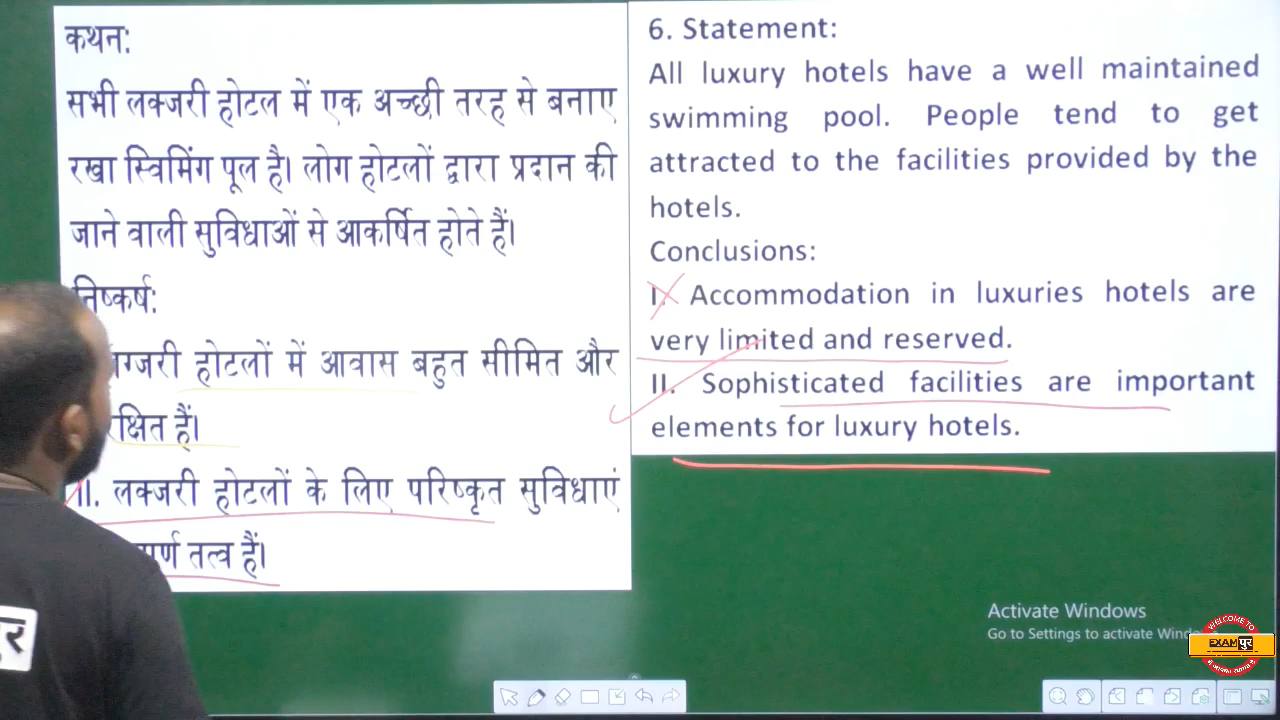 कथन:
सभी लक्जरी होटल में एक अच्छी तरह से बनाए
रखा स्विमिंग पूल है। लोग होटलों द्वारा प्रदान की
जाने वाली सुविधाओं से आकर्षित होते हैं।
होटलों में आवास बहुत सीमित और
हैं।
II. लक्जरी होटलों के लिए परिष्कृत सुविधाएं
तत्व हैं।
6. Statement:
All luxury hotels have a well maintained
swimming pool. People tend to get
attracted to the facilities provided by the
hotels.
Conclusions:
I. Accommodation in luxuries hotels are
very limited and reserved.
II. Sophisticated facilities are important
elements for luxury hotels.
Activate Windows
Go to Settings to activate
WELCOME TO
EXAM पुर